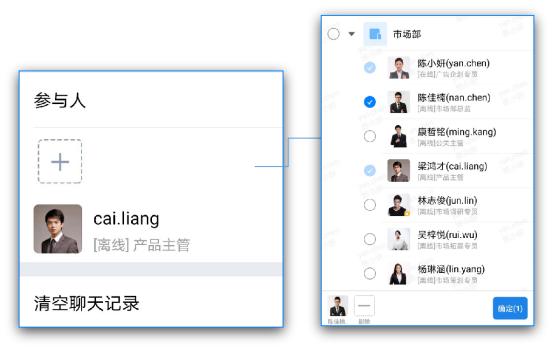 参与人
cai.liang
[离线] 产品主管
清空聊天记录
市场部
陈小妍(yan.chen)
[在线]广告企划专员
陈佳楠(nan.chen)
[离线]市场部总监
康哲铭(ming.kang)
[离线]公关主管
梁鸿才(cai.liang)
[离线]产品主管
林志俊(jun.lin)
[离线]市场调研专员
吴梓悦(rui.wu)
[离线]市场拓展专员
杨琳涵(lin.yang)
[离线]市场策划专员
陈佳楠
删除
确定(1)